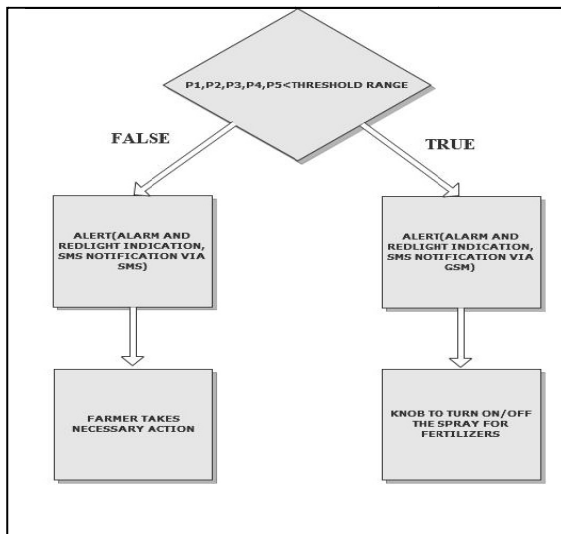 P1,P2,P3,P4,P5<THRESHOLD RANGE
FALSE
TRUE
ALERT(ALARM AND
REDLIGHT INDICATION,
SMS NOTIFICATION VIA
SMS)
ALERT(ALARM AND
REDLIGHT INDICATION,
SMS NOTIFICATION VIA
GSM)
FARMER TAKES
NECESSARY ACTION
KNOB TO TURN ON/OFF
THE SPRAY FOR
FERTILIZERS